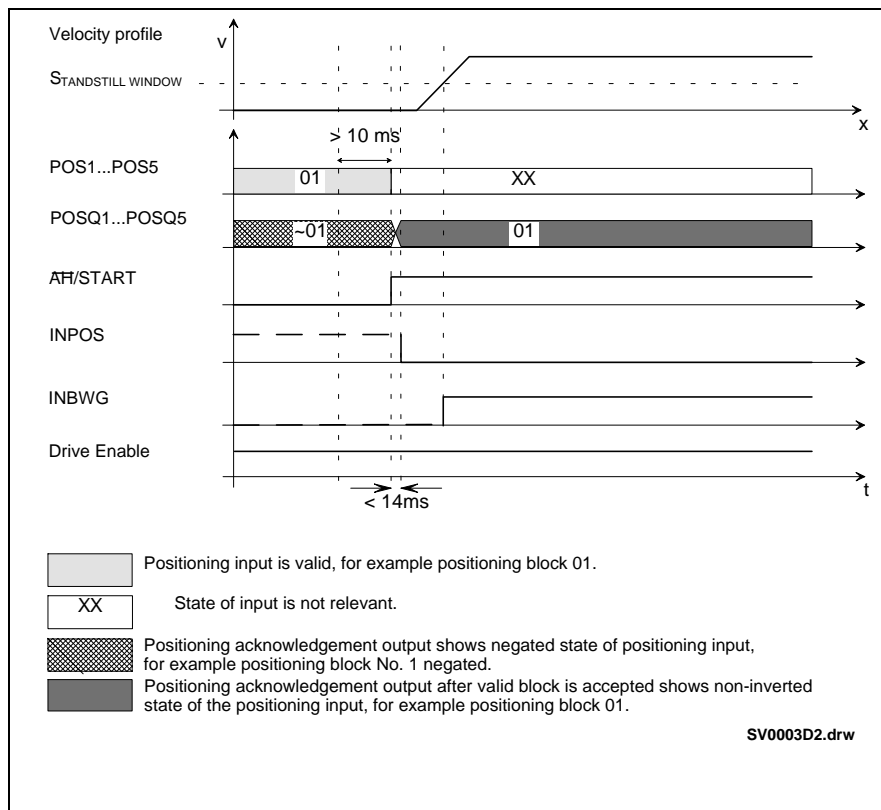 Velocity profile
v
STANDSTILL WINDOW
x
> 10 ms
POS1...POS5
01
XX
POSQ1...POSQ5
~01
01
AH/START
INPOS
INBWG
Drive Enable
t
< 14ms
Positioning input is valid, for example positioning block 01.
XX
State of input is not relevant.
Positioning acknowledgement output shows negated state of positioning input,
for example positioning block No. 1 negated.
Positioning acknowledgement output after valid block is accepted shows non-inverted
state of the positioning input, for example positioning block 01.
SV0003D2.drw